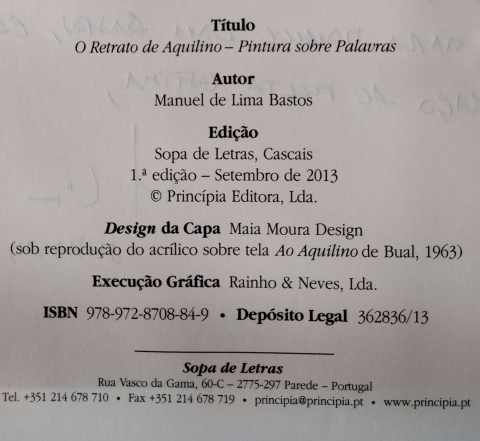 Título
O Retrato de Aquilino – Pintura sobre Palavras
Autor
Manuel de Lima Bastos
Edição
Sopa de Letras, Cascais
1.ª edição – Setembro de 2013
© Princípia Editora, Lda.
Design da Capa Maia Moura Design
(sob reprodução do acrílico sobre tela Ao Aquilino de Bual, 1963)
Execução Gráfica Rainho & Neves, Lda.
ISBN 978-972-8708-84-9 • Depósito Legal 362836/13
Sopa de Letras
Rua Vasco da Gama, 60-C – 2775-297 Parede – Portugal
Tel. +351 214 678 710 • Fax +351 214 678 719 • principia@principia.pt • www.principia.pt